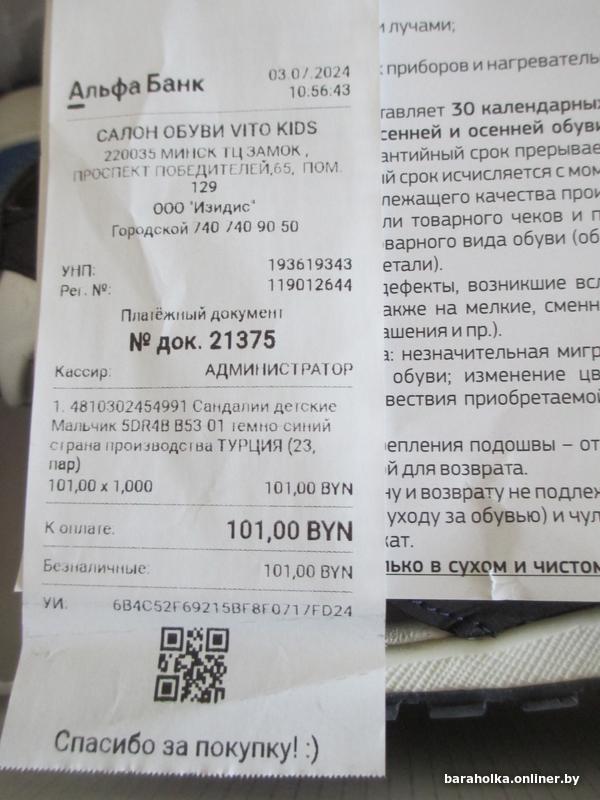 Альфа Банк
03.07.2024
10:56:43
САЛОН ОБУВИ VITO KIDS
220035 МИНСК ТЦ ЗАМОК ,
ПРОСПЕКТ ПОБЕДИТЕЛЕЙ,65, ПОМ.
129
ООО "Изидис"
Городской 740 740 90 50
УНП: 193619343
Рег. №: 119012644
Платёжный документ
№ док. 21375
Кассир: АДМИНИСТРАТОР
1. 4810302454991 Сандалии детские
Мальчик 5DR4B B53 01 темно-синий
страна производства ТУРЦИЯ (23,
пар)
101,00 x 1,000 101,00 BYN
К оплате: 101,00 BYN
Безналичные: 101,00 BYN
УИ: 6B4C52F69215BF8F0717FD24
Спасибо за покупку! :)
и лучами;
приборов и нагреватель
тавляет 30 календарных
сенней и осенней обуви
антийный срок прерывае
й срок исчисляется с мом
лежащего качества прои
ли товарного чеков и п
оварного вида обуви (об
етали).
дефекты, возникшие всл
акже на мелкие, сменн
ашения и пр.).
а: незначительная мигр
обуви; изменение цв
вествия приобретаемой
репления подошвы – от
ой для возврата.
ну и возврату не подлеж
уходу за обувью) и чул
кат.
лько в сухом и чистом
baraholka.onliner.by